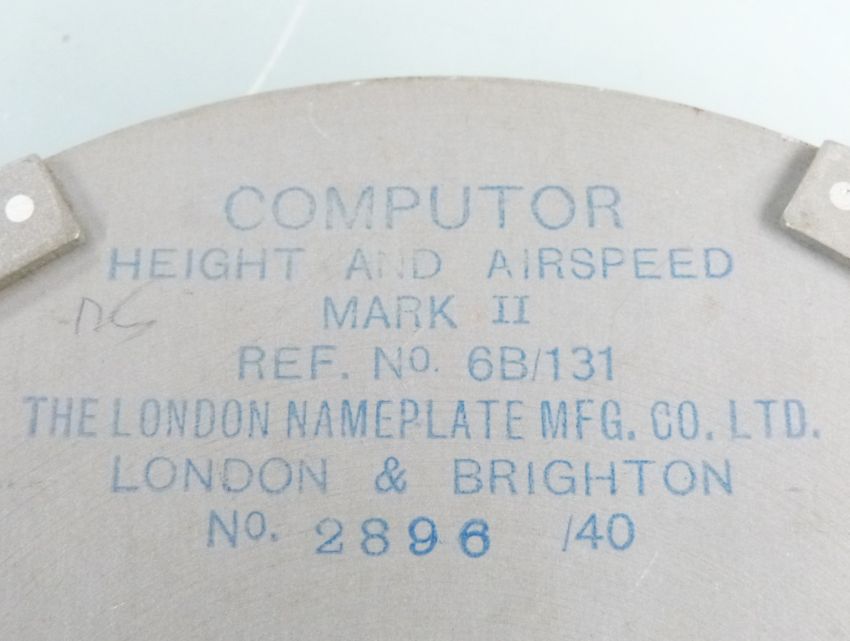 COMPUTOR
HEIGHT AND AIRSPEED
MARK II
REF. No. 6B/131
THE LONDON NAMEPLATE MFG. CO. LTD.
LONDON & BRIGHTON
No. 2896 /40